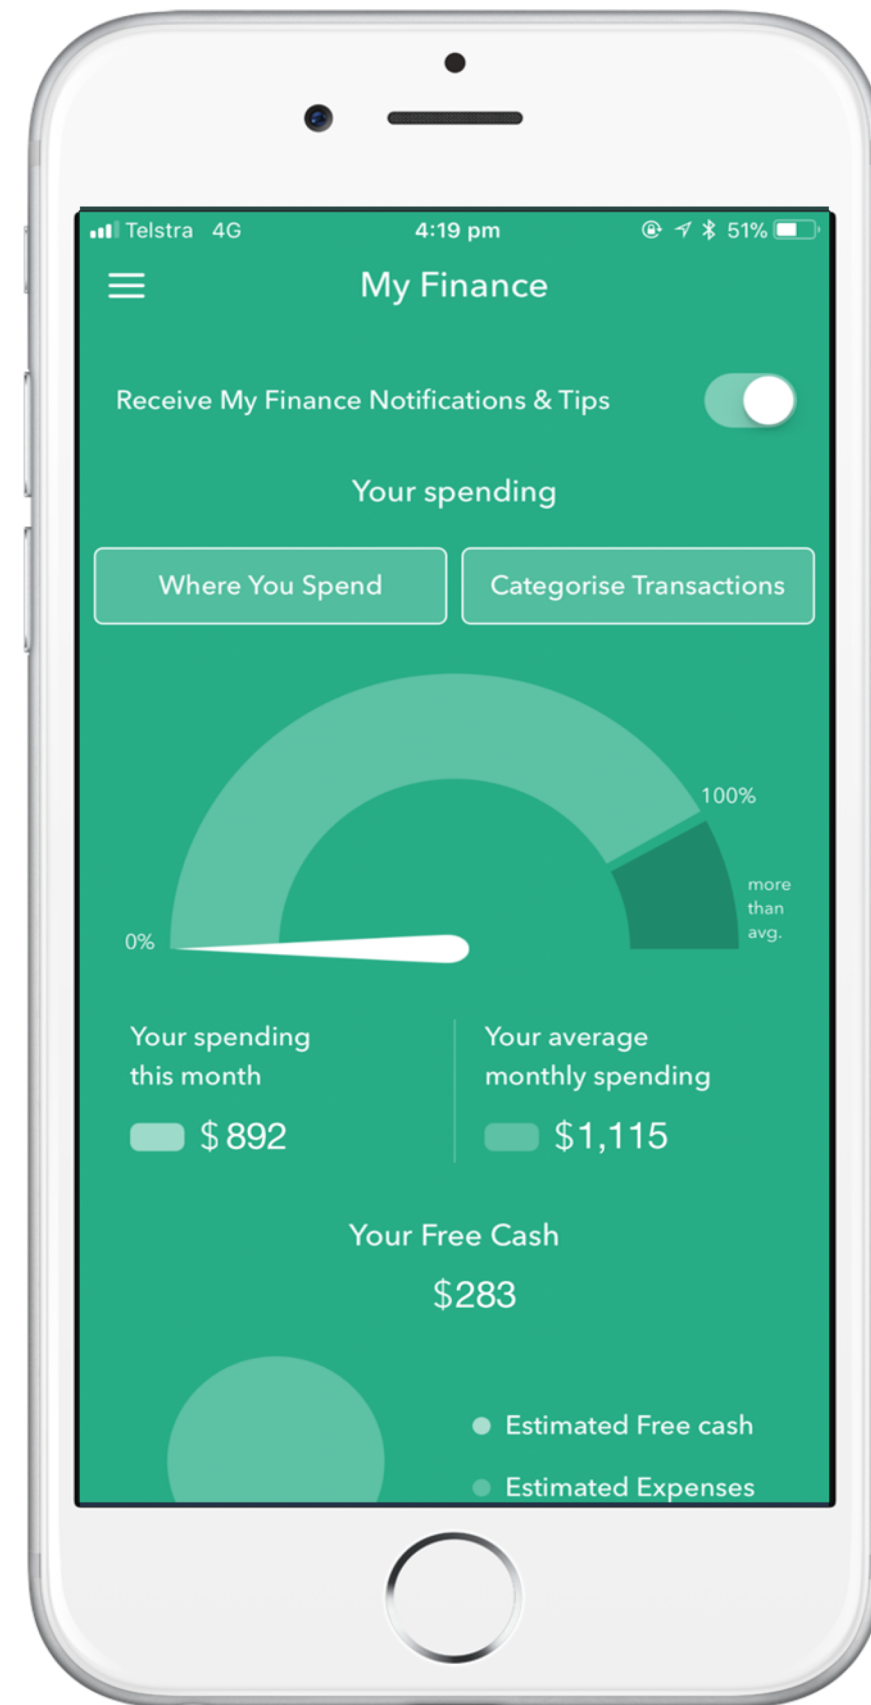 Telstra 4G 4:19 pm 51%
My Finance
Receive My Finance Notifications & Tips
Your spending
Where You Spend Categorise Transactions
100%
more
than
avg.
0%
Your spending
this month
$892
Your average
monthly spending
$1,115
Your Free Cash
$283
Estimated Free cash
Estimated Expenses